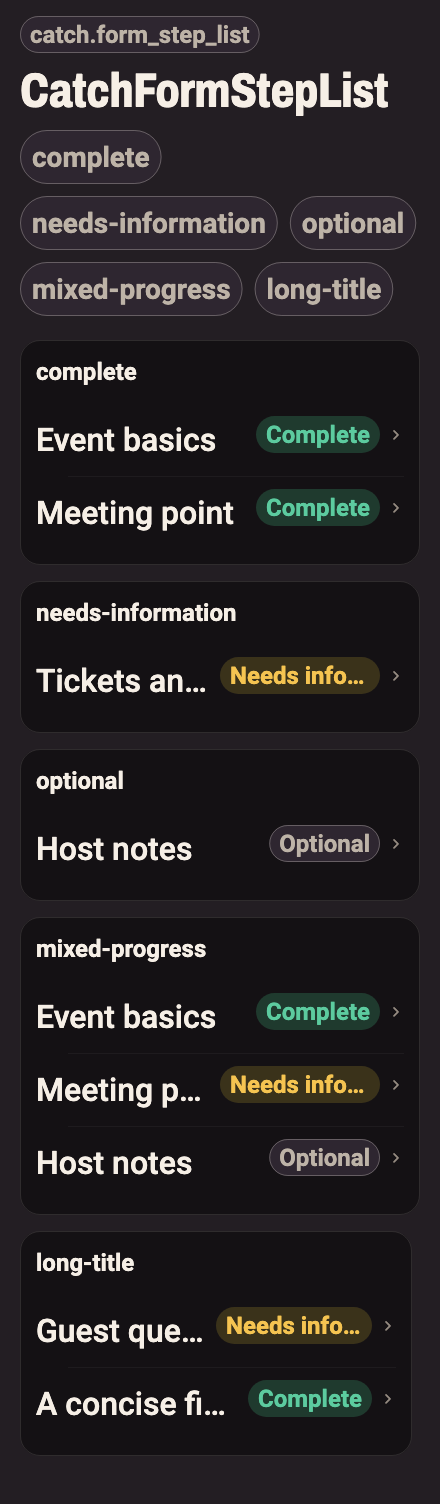 catch.form_step_list
CatchFormStepList
complete
needs-information optional
mixed-progress long-title
complete
Event basics Complete
Meeting point Complete
needs-information
Tickets an... Needs info...
optional
Host notes Optional
mixed-progress
Event basics Complete
Meeting p... Needs info...
Host notes Optional
long-title
Guest que... Needs info...
A concise fi... Complete